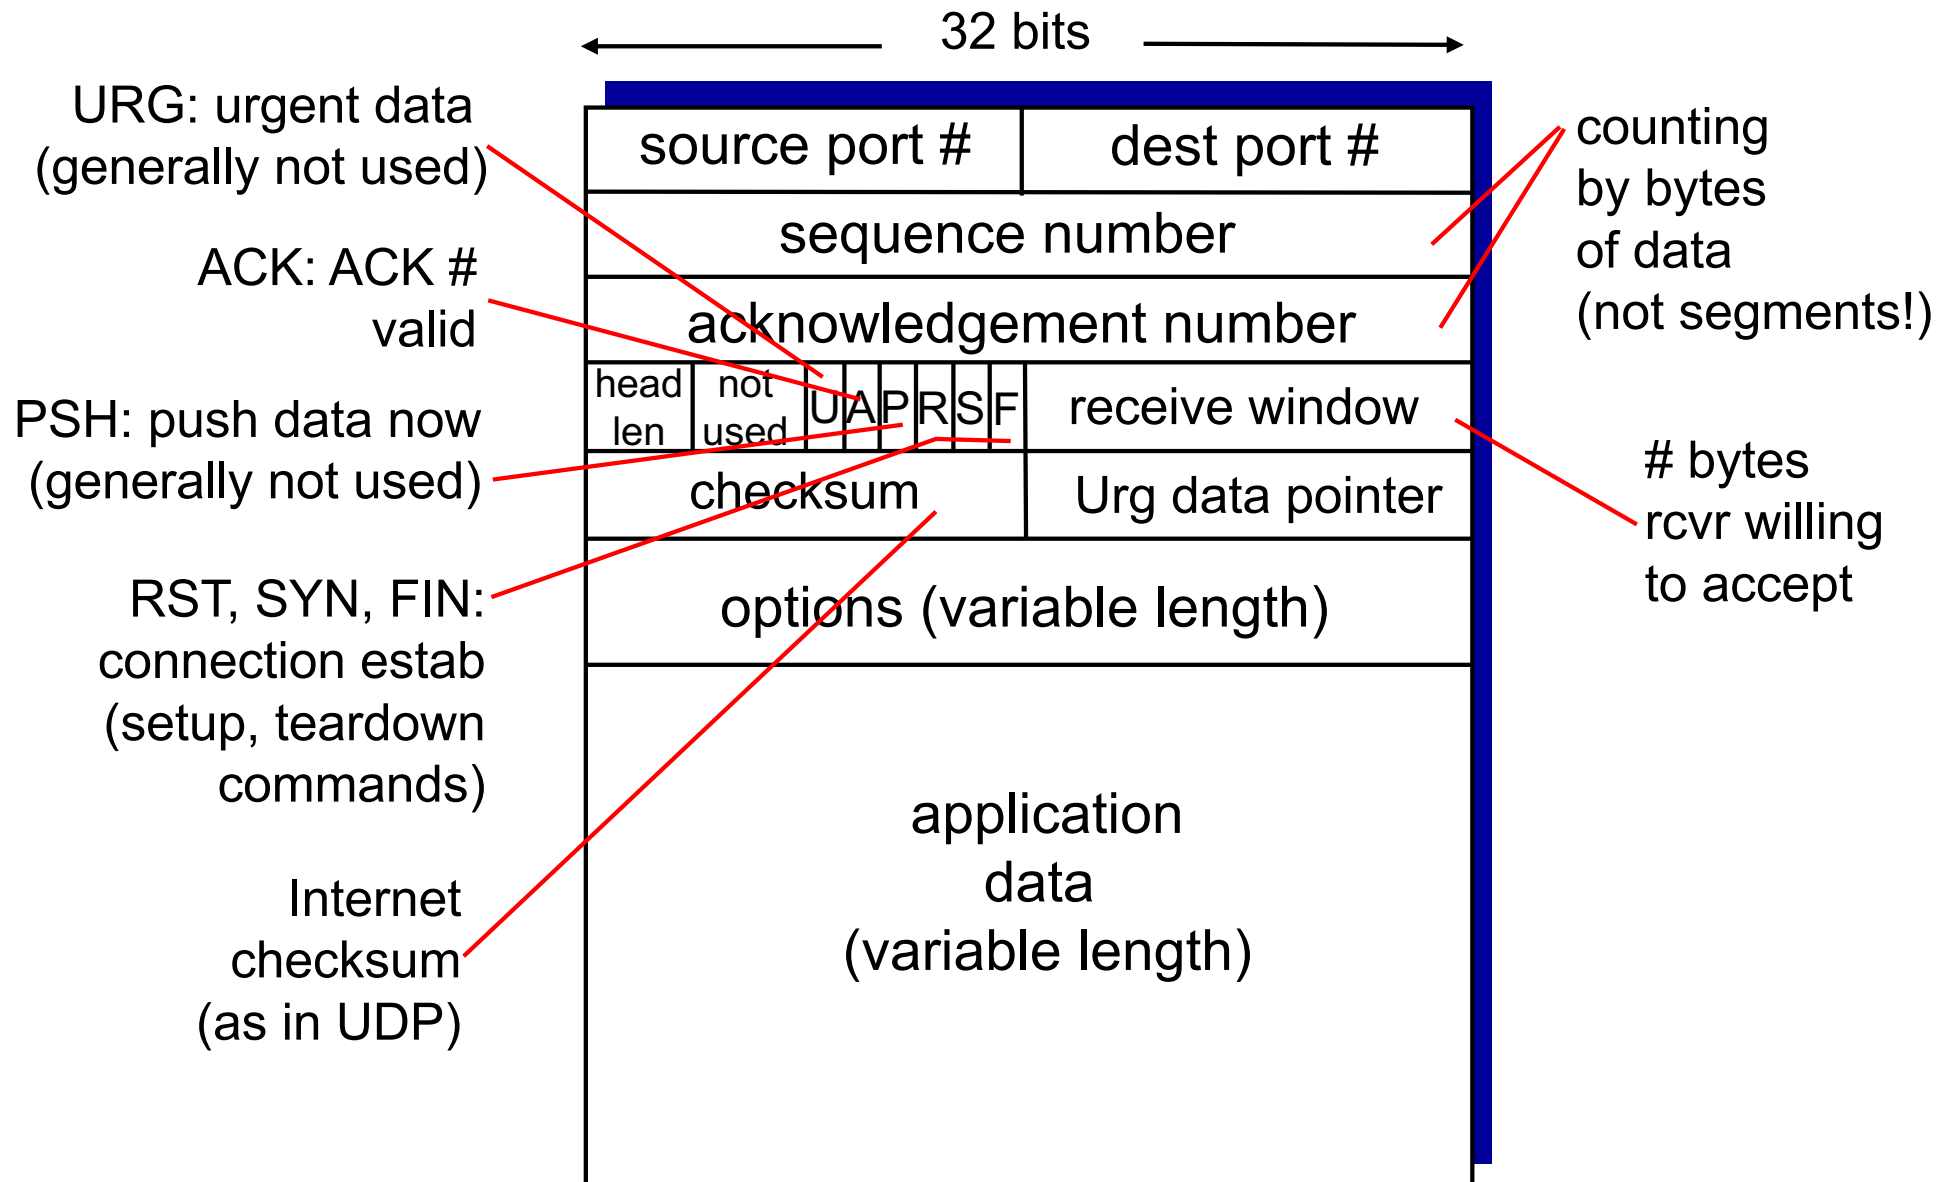 32 bits
URG: urgent data
(generally not used)
ACK: ACK #
valid
PSH: push data now
(generally not used)
RST, SYN, FIN:
connection estab
(setup, teardown
commands)
Internet
checksum
(as in UDP)
source port #
dest port #
sequence number
acknowledgement number
head
len
not
used
U
A
P
R
S
F
receive window
checksum
Urg data pointer
options (variable length)
application
data
(variable length)
counting
by bytes
of data
(not segments!)
# bytes
rcvr willing
to accept